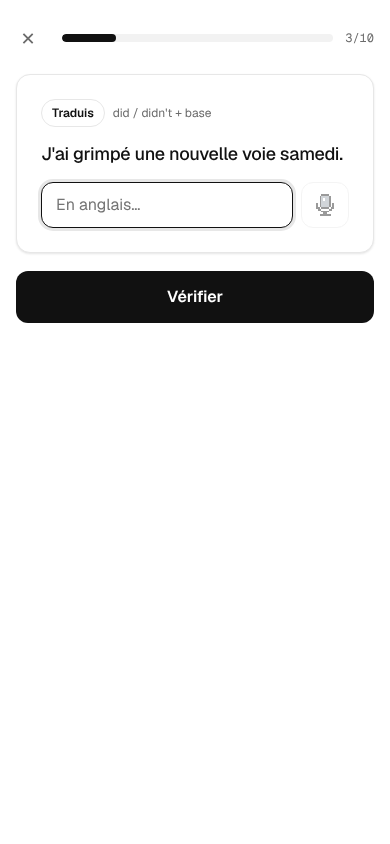 ✕ 3/10
Traduis did / didn't + base
J'ai grimpé une nouvelle voie samedi.
En anglais…
Vérifier